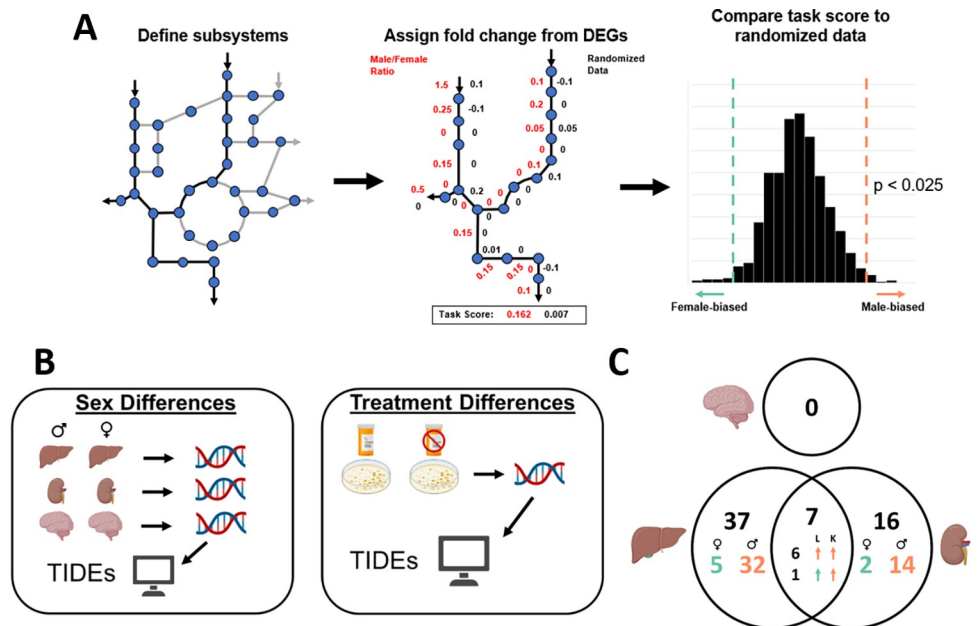 A
Define subsystems
Assign fold change from DEGs
Compare task score to
randomized data
Male/Female
Ratio
Randomized
Data
1.5
0.1
0.25
-0.1
0
0
0.15
0
0.5
0
0.2
0
0.1
-0.1
0.2
0
0.05
0.05
0
0
0.1
0.1
0
0
0
0
0
0
0.15
0
0.01
0
0.15
0.15
0
-0.1
0.1
0
Task Score: 0.162 0.007
p < 0.025
Female-biased
Male-biased
B
Sex Differences
♂ ♀
TIDEs
Treatment Differences
TIDEs
C
0
37
♀ ♂
5 32
7
L K
6 ↑ ↑
1 ↑ ↑
16
♀ ♂
2 14